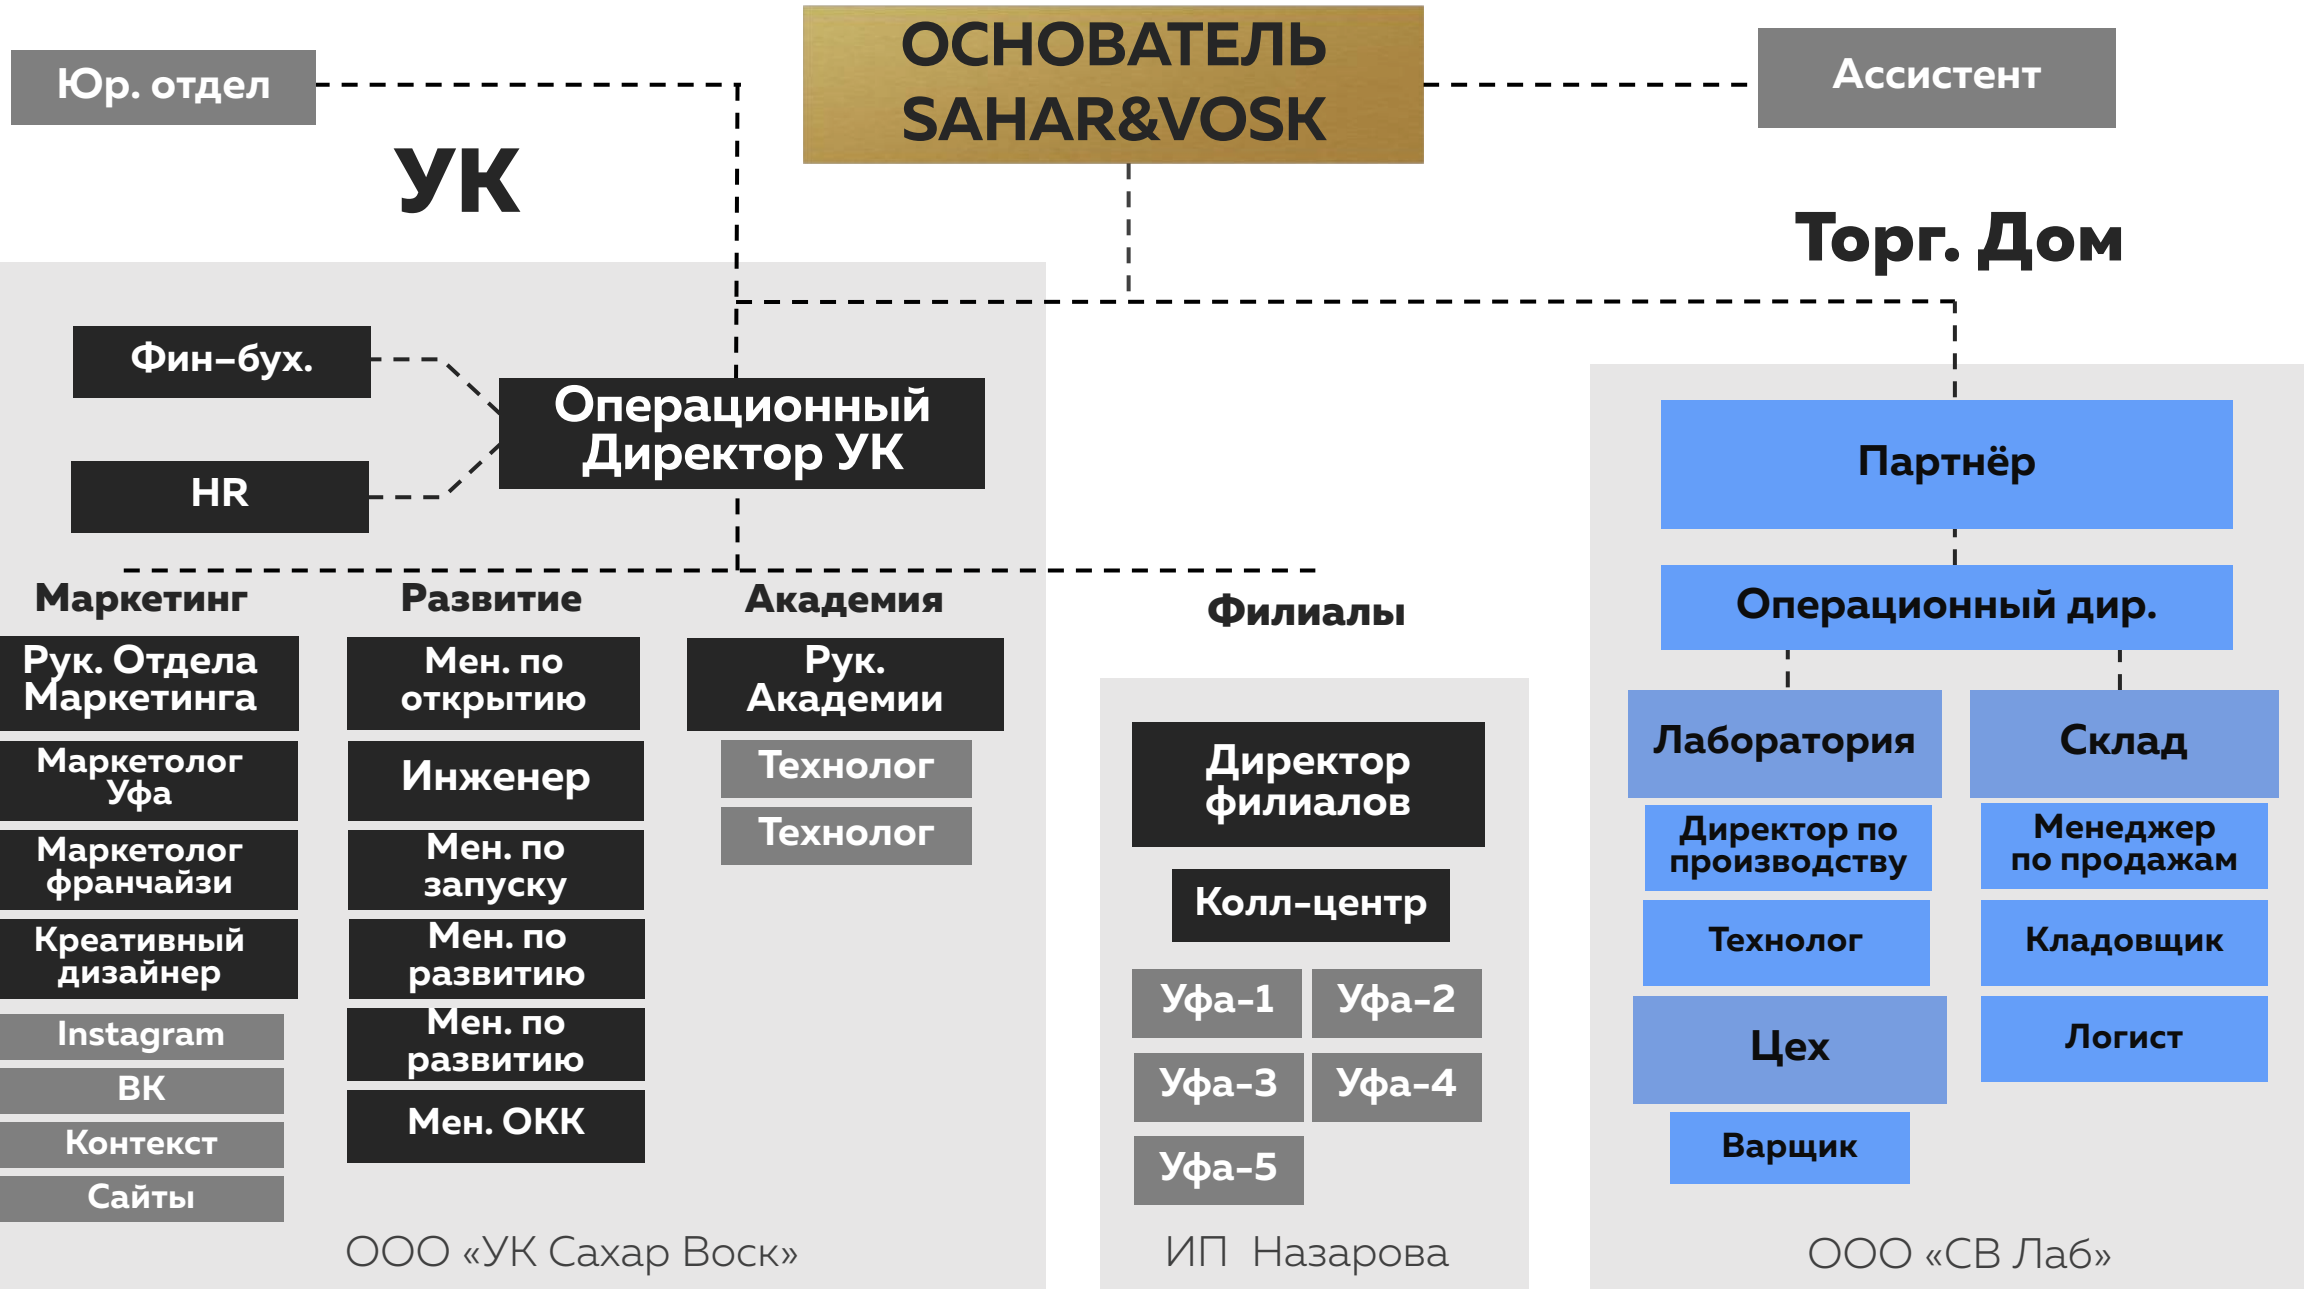 Юр. отдел
ОСНОВАТЕЛЬ
SAHAR&VOSK
Ассистент
УК
Торг. Дом
Фин-бух.
HR
Операционный
Директор УК
Маркетинг
Рук. Отдела
Маркетинга
Маркетолог
Уфа
Маркетолог
франчайзи
Креативный
дизайнер
Instagram
ВК
Контекст
Сайты
Развитие
Мен. по
открытию
Инженер
Мен. по
запуску
Мен. по
развитию
Мен. по
развитию
Мен. ОКК
Академия
Рук.
Академии
Технолог
Технолог
ООО «УК Сахар Воск»
Филиалы
Директор
филиалов
Колл-центр
Уфа-1
Уфа-2
Уфа-3
Уфа-4
Уфа-5
ИП Назарова
Партнёр
Операционный дир.
Лаборатория
Директор по
производству
Технолог
Цех
Варщик
Склад
Менеджер
по продажам
Кладовщик
Логист
ООО «СВ Лаб»